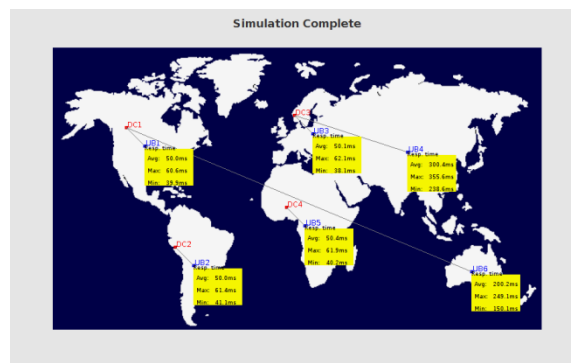 Simulation Complete
DC1
UB1
Resp. time
Avg: 50.0ms
Max: 60.6ms
Min: 39.9ms
DC3
UB3
Resp. time
Avg: 50.1ms
Max: 62.1ms
Min: 38.1ms
UB4
Resp. time
Avg: 300.4ms
Max: 355.6ms
Min: 238.6ms
DC4
UB5
Resp. time
Avg: 50.4ms
Max: 61.9ms
Min: 40.2ms
DC2
UB2
Resp. time
Avg: 50.0ms
Max: 61.4ms
Min: 41.1ms
UB6
Resp. time
Avg: 200.2ms
Max: 249.1ms
Min: 150.1ms